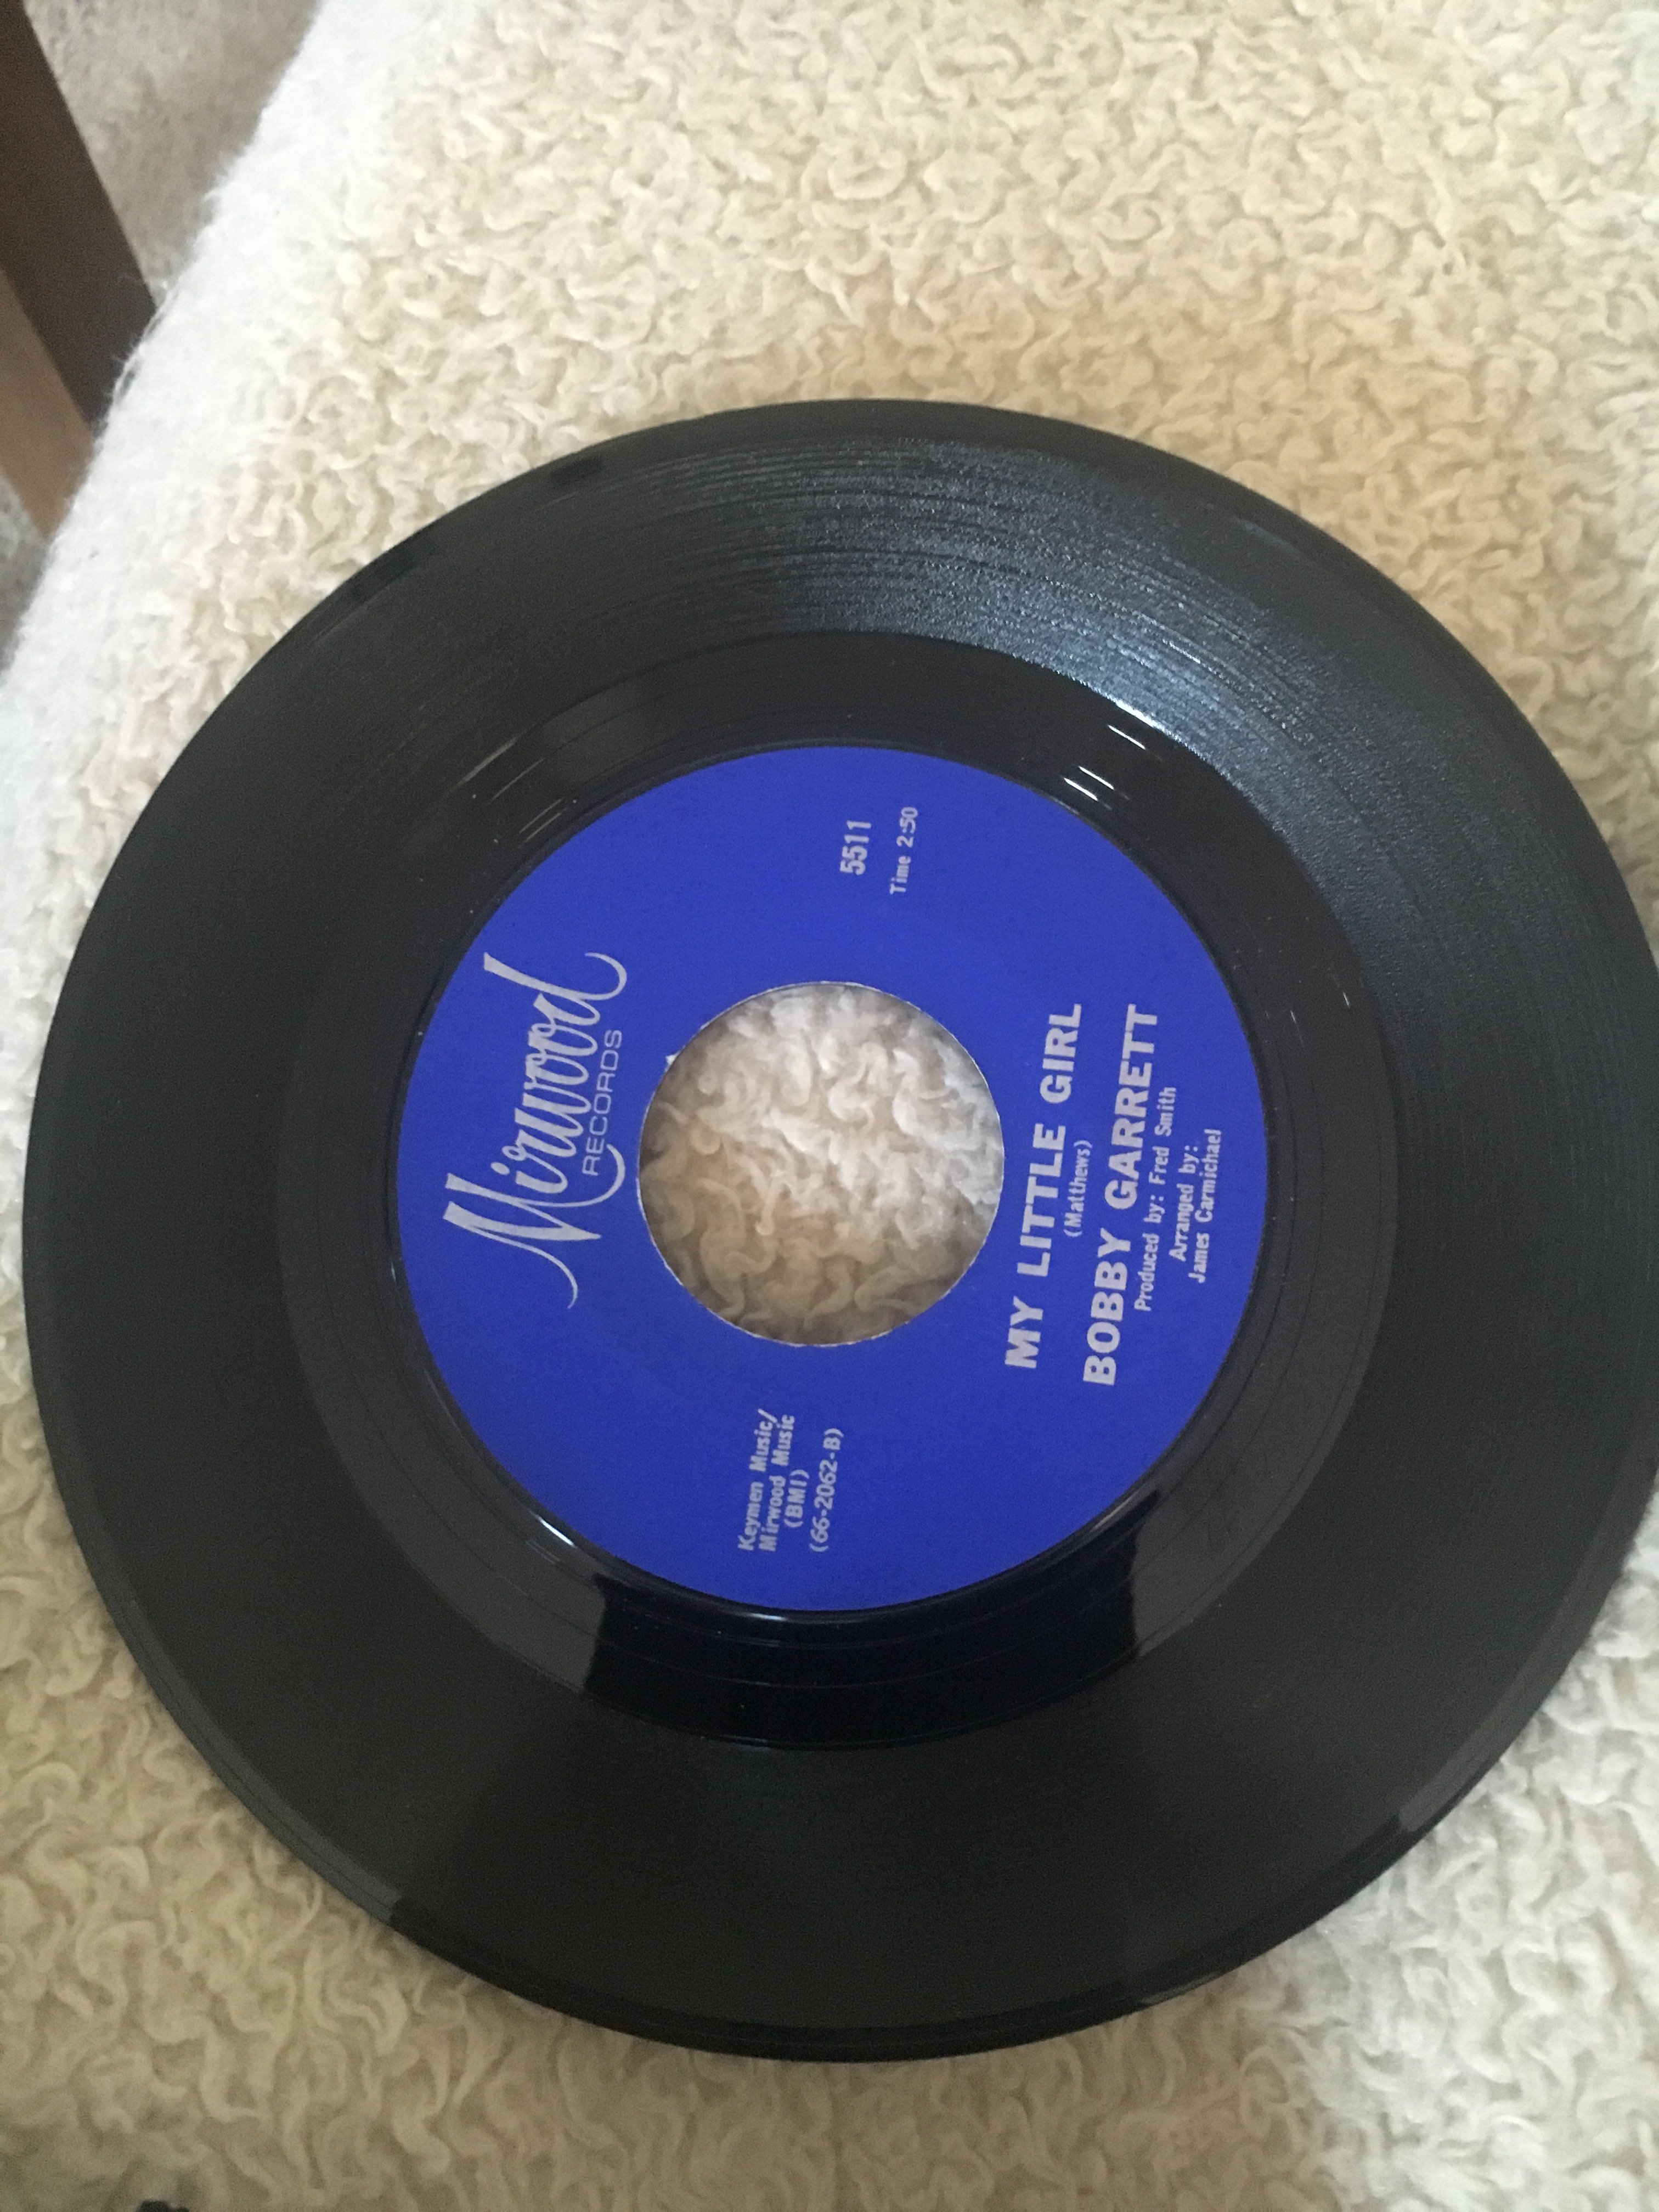 Mirwood
RECORDS
5511
Time 2:50
Keymen Music/
Mirwood Music
(BMI)
(66-2062-B)
MY LITTLE GIRL
(Matthews)
BOBBY GARRETT
Produced by: Fred Smith
Arranged by:
James Carmichael